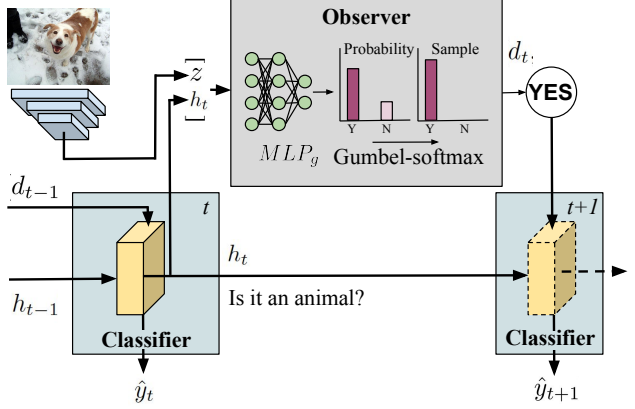 Observer
z
h_t
Probability
Sample
Y
N
Y
N
MLP_g
Gumbel-softmax
d_t
YES
d_{t-1}
t
t+1
h_t
h_{t-1}
Is it an animal?
Classifier
Classifier
ŷ_t
ŷ_{t+1}